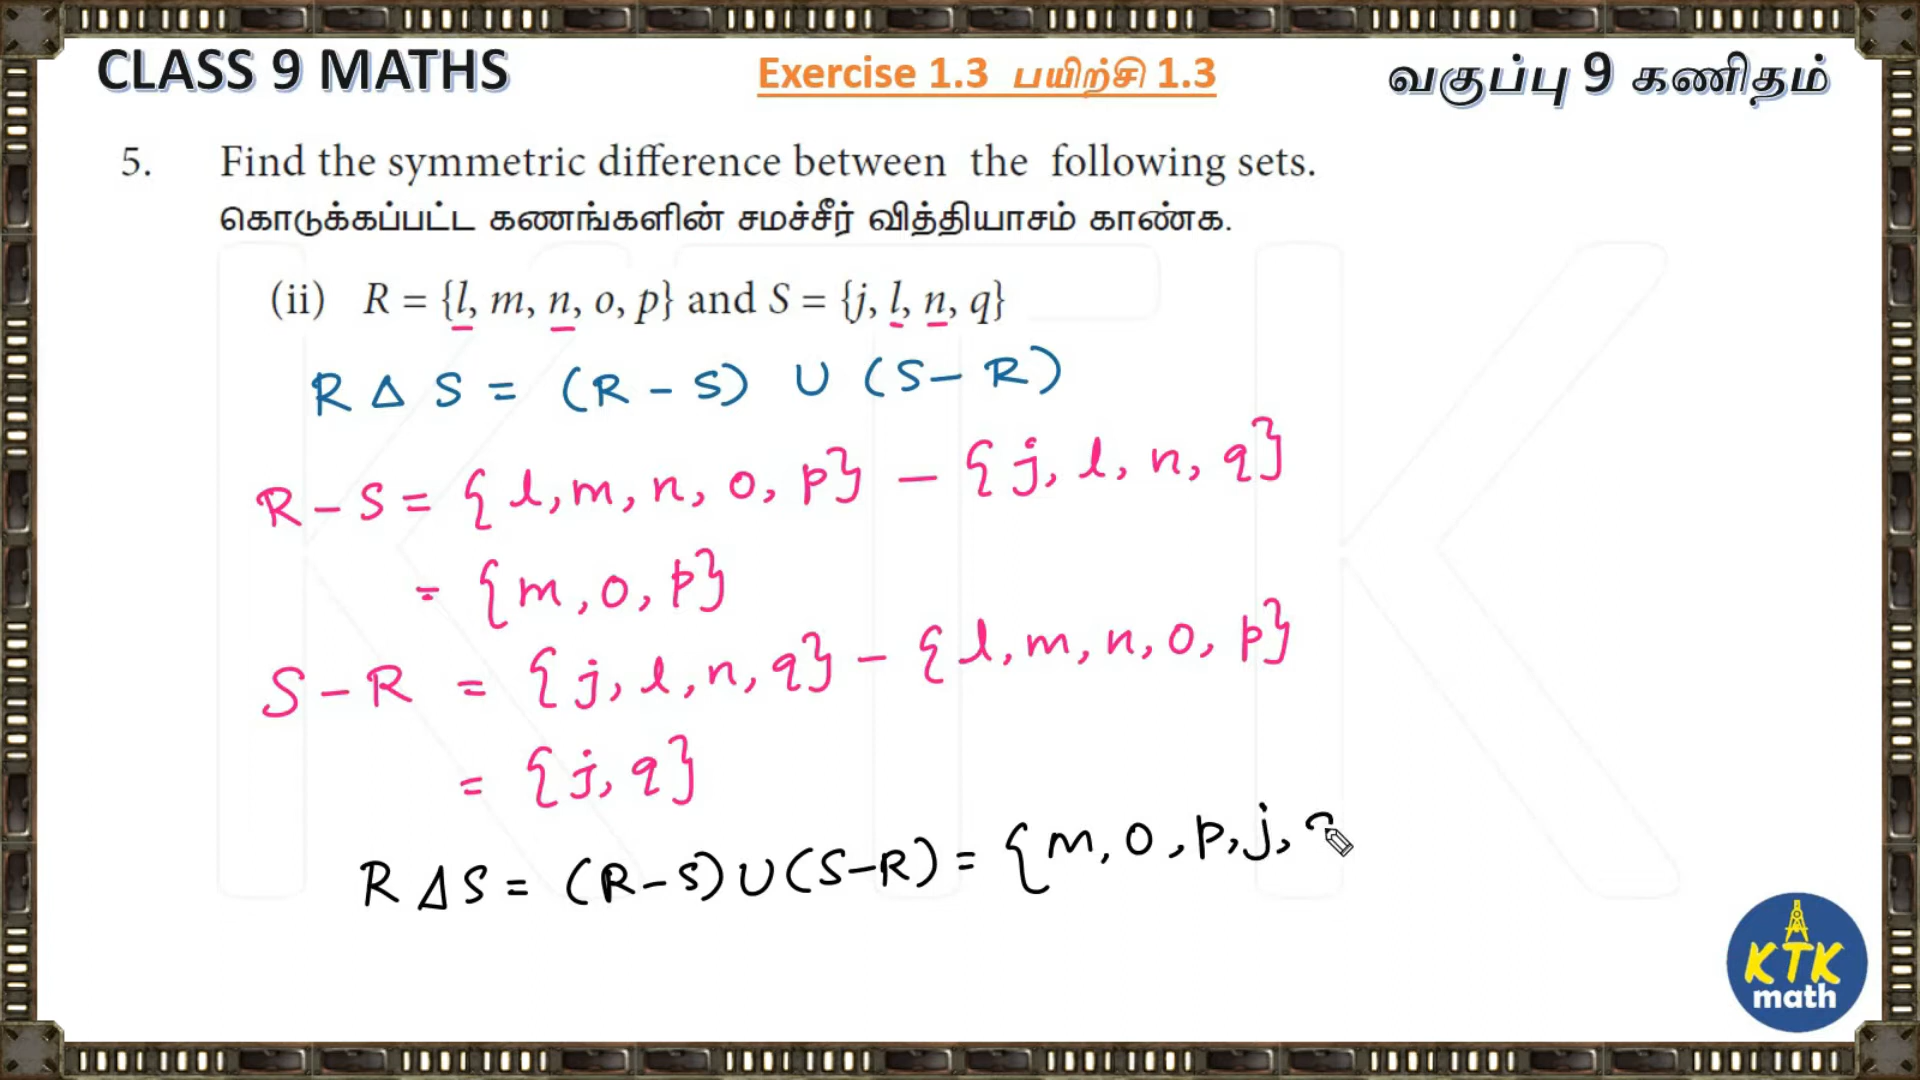 CLASS 9 MATHS Exercise 1.3 பயிற்சி 1.3 வகுப்பு 9 கணிதம்
5. Find the symmetric difference between the following sets.
கொடுக்கப்பட்ட கணங்களின் சமச்சீர் வித்தியாசம் காண்க.
(ii) R = {l, m, n, o, p} and S = {j, l, n, q}
R Δ S = (R - S) ∪ (S - R)
R - S = {l, m, n, o, p} - {j, l, n, q}
= {m, o, p}
S - R = {j, l, n, q} - {l, m, n, o, p}
= {j, q}
R Δ S = (R - S) ∪ (S - R) = {m, o, p, j,
KTK
math